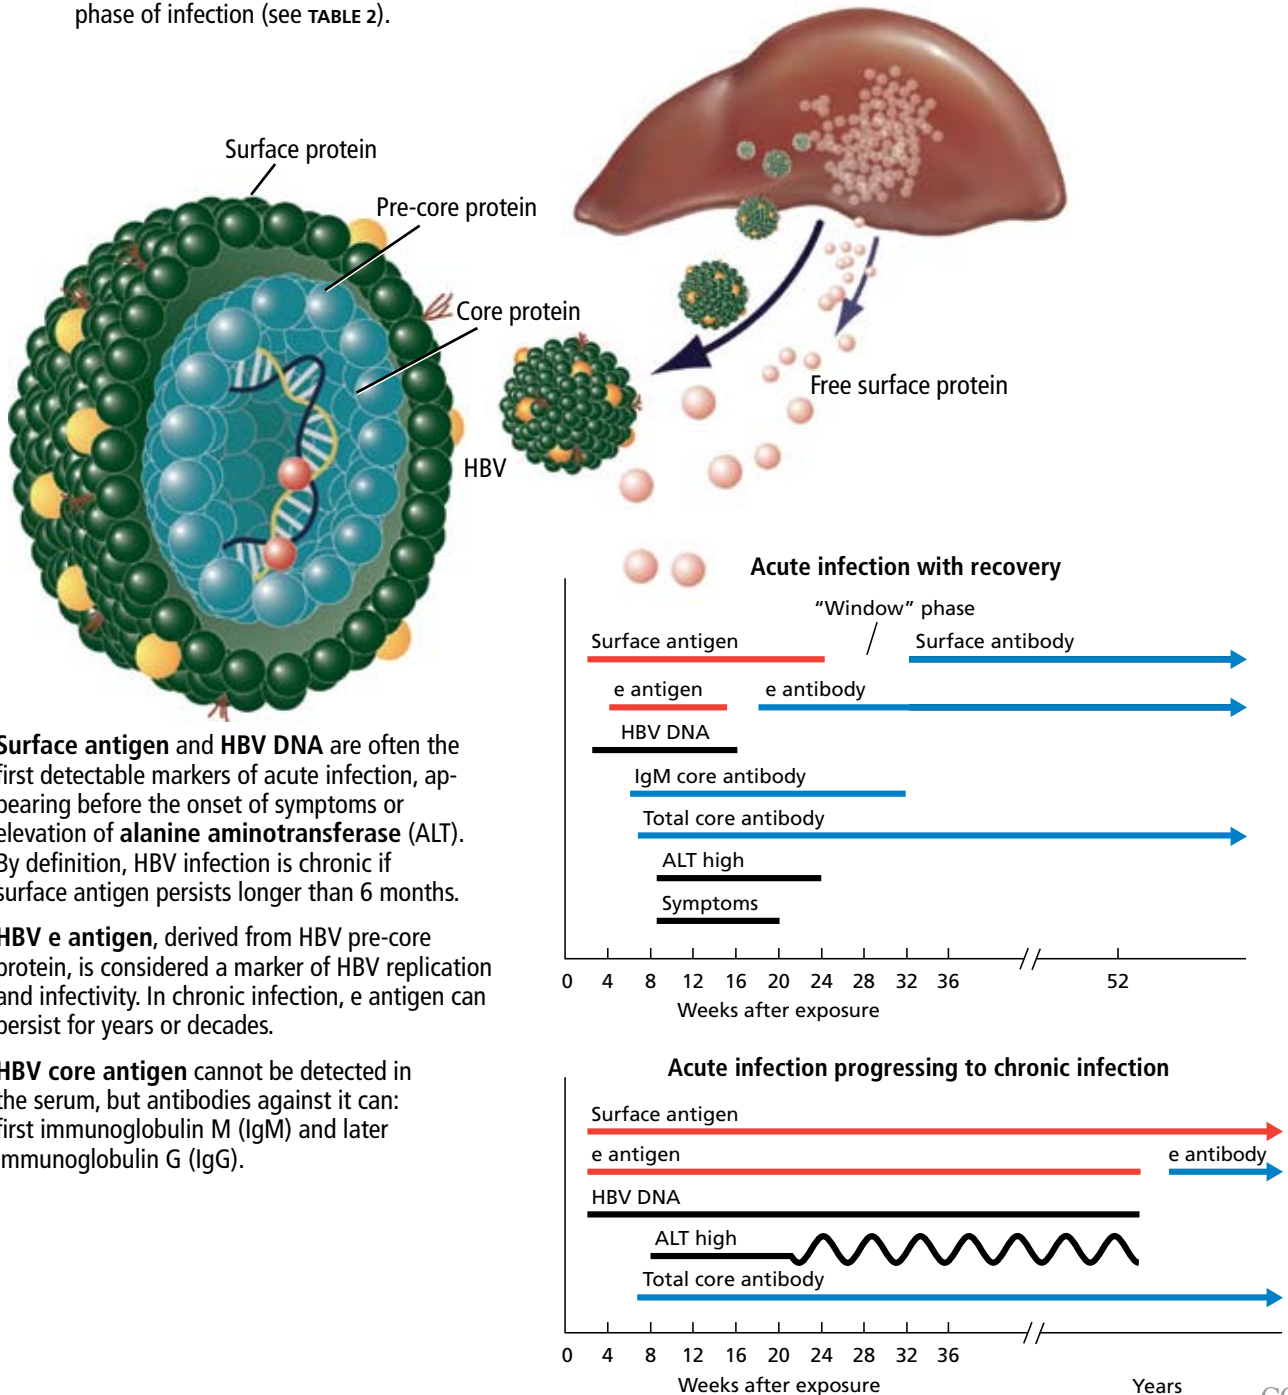 phase of infection (see TABLE 2).
Surface protein
Pre-core protein
Core protein
HBV
Free surface protein
Surface antigen and HBV DNA are often the
first detectable markers of acute infection, ap-
pearing before the onset of symptoms or
elevation of alanine aminotransferase (ALT).
By definition, HBV infection is chronic if
surface antigen persists longer than 6 months.
HBV e antigen, derived from HBV pre-core
protein, is considered a marker of HBV replication
and infectivity. In chronic infection, e antigen can
persist for years or decades.
HBV core antigen cannot be detected in
the serum, but antibodies against it can:
first immunoglobulin M (IgM) and later
immunoglobulin G (IgG).
Acute infection with recovery
“Window” phase
Surface antigen
Surface antibody
e antigen
e antibody
HBV DNA
IgM core antibody
Total core antibody
ALT high
Symptoms
0 4 8 12 16 20 24 28 32 36 52
Weeks after exposure
Acute infection progressing to chronic infection
Surface antigen
e antigen
e antibody
HBV DNA
ALT high
Total core antibody
0 4 8 12 16 20 24 28 32 36
Weeks after exposure
Years